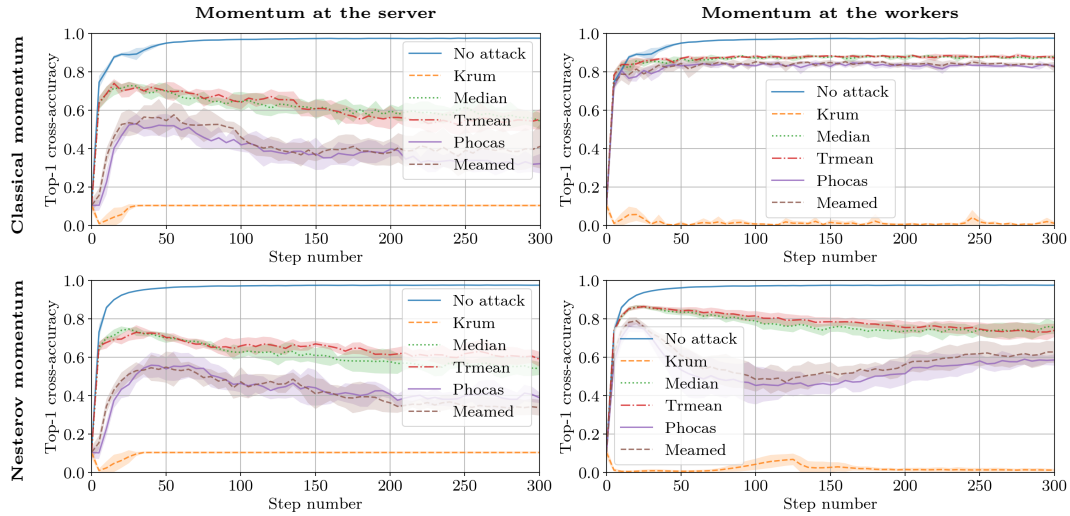 Momentum at the server
Momentum at the workers
Classical momentum
Top-1 cross-accuracy
1.0
0.8
0.6
0.4
0.2
0.0
0 50 100 150 200 250 300
Step number
No attack
Krum
Median
Trmean
Phocas
Meamed
Top-1 cross-accuracy
1.0
0.8
0.6
0.4
0.2
0.0
0 50 100 150 200 250 300
Step number
No attack
Krum
Median
Trmean
Phocas
Meamed
Nesterov momentum
Top-1 cross-accuracy
1.0
0.8
0.6
0.4
0.2
0.0
0 50 100 150 200 250 300
Step number
No attack
Krum
Median
Trmean
Phocas
Meamed
Top-1 cross-accuracy
1.0
0.8
0.6
0.4
0.2
0.0
0 50 100 150 200 250 300
Step number
No attack
Krum
Median
Trmean
Phocas
Meamed